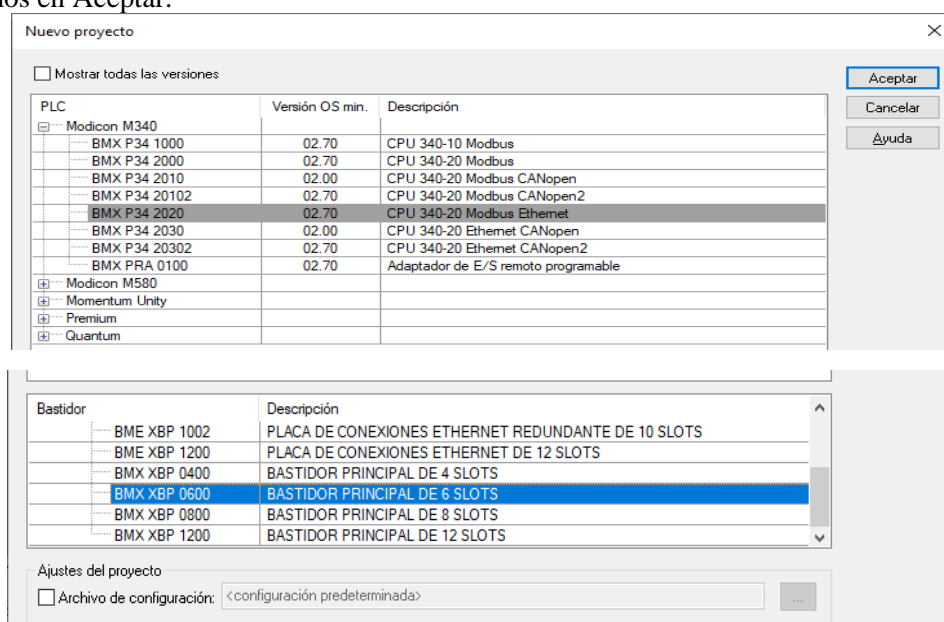 os en Aceptar.
Nuevo proyecto
Mostrar todas las versiones
Aceptar
PLC Versión OS min. Descripción
Cancelar
Modicon M340
Ayuda
BMX P34 1000 02.70 CPU 340-10 Modbus
BMX P34 2000 02.70 CPU 340-20 Modbus
BMX P34 2010 02.00 CPU 340-20 Modbus CANopen
BMX P34 20102 02.70 CPU 340-20 Modbus CANopen2
BMX P34 2020 02.70 CPU 340-20 Modbus Ethernet
BMX P34 2030 02.00 CPU 340-20 Ethernet CANopen
BMX P34 20302 02.70 CPU 340-20 Ethernet CANopen2
BMX PRA 0100 02.70 Adaptador de E/S remoto programable
Modicon M580
Momentum Unity
Premium
Quantum
Bastidor Descripción
BME XBP 1002 PLACA DE CONEXIONES ETHERNET REDUNDANTE DE 10 SLOTS
BME XBP 1200 PLACA DE CONEXIONES ETHERNET DE 12 SLOTS
BMX XBP 0400 BASTIDOR PRINCIPAL DE 4 SLOTS
BMX XBP 0600 BASTIDOR PRINCIPAL DE 6 SLOTS
BMX XBP 0800 BASTIDOR PRINCIPAL DE 8 SLOTS
BMX XBP 1200 BASTIDOR PRINCIPAL DE 12 SLOTS
Ajustes del proyecto
Archivo de configuración: <configuración predeterminada> ...